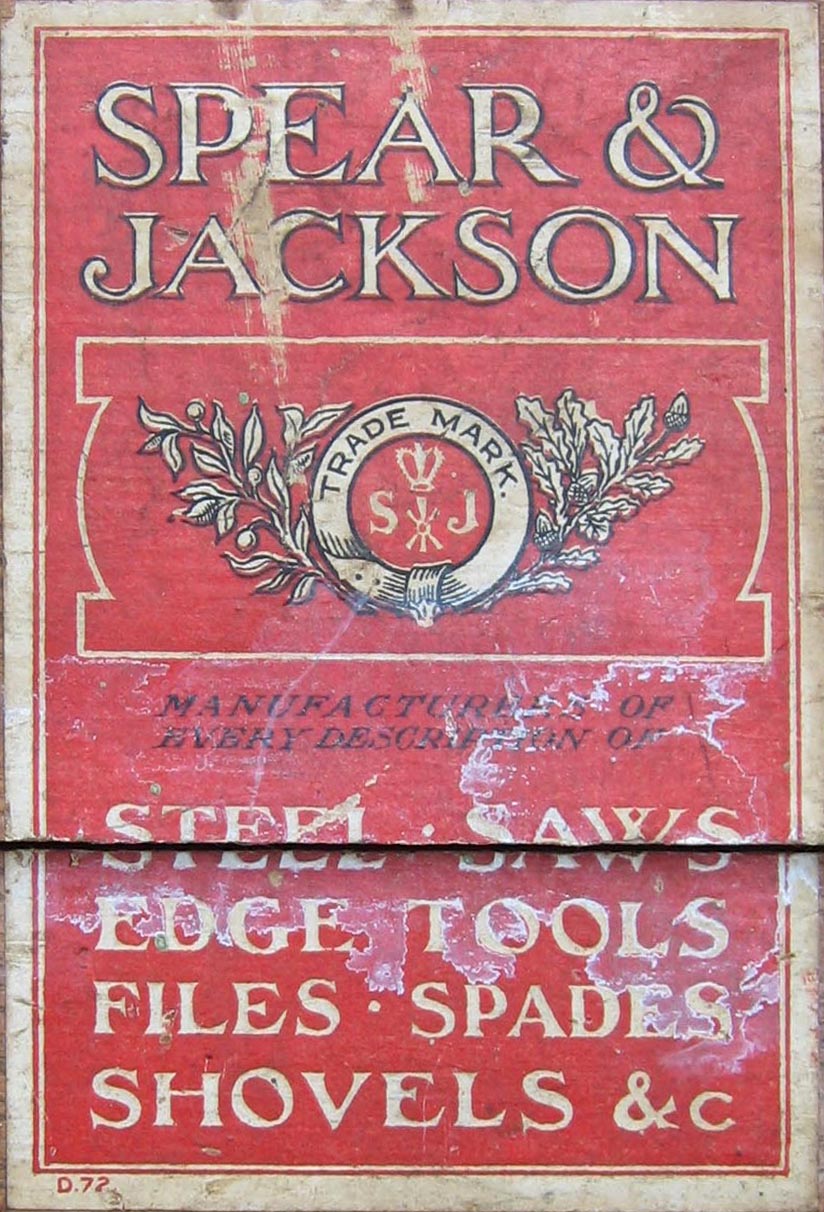 SPEAR &
JACKSON
TRADE MARK.
S J
MANUFACTURERS OF
EVERY DESCRIPTION OF
STEEL · SAWS
EDGE TOOLS
FILES · SPADES
SHOVELS &c
D.72